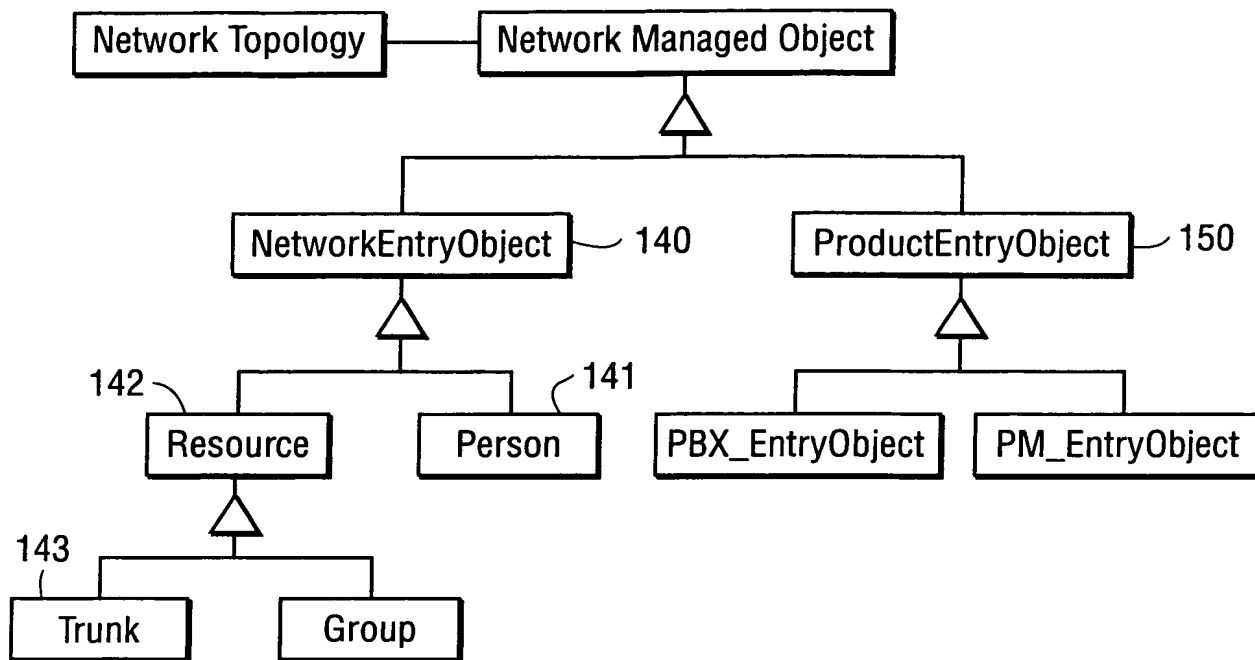 Network Topology
Network Managed Object
NetworkEntryObject
140
ProductEntryObject
150
142
141
Resource
Person
PBX_EntryObject
PM_EntryObject
143
Trunk
Group